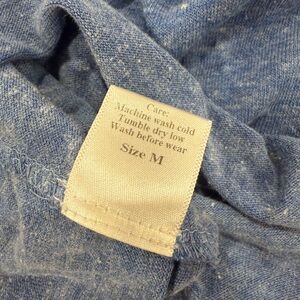 Care:
Machine wash cold
Tumble dry low
Wash before wear
Size M